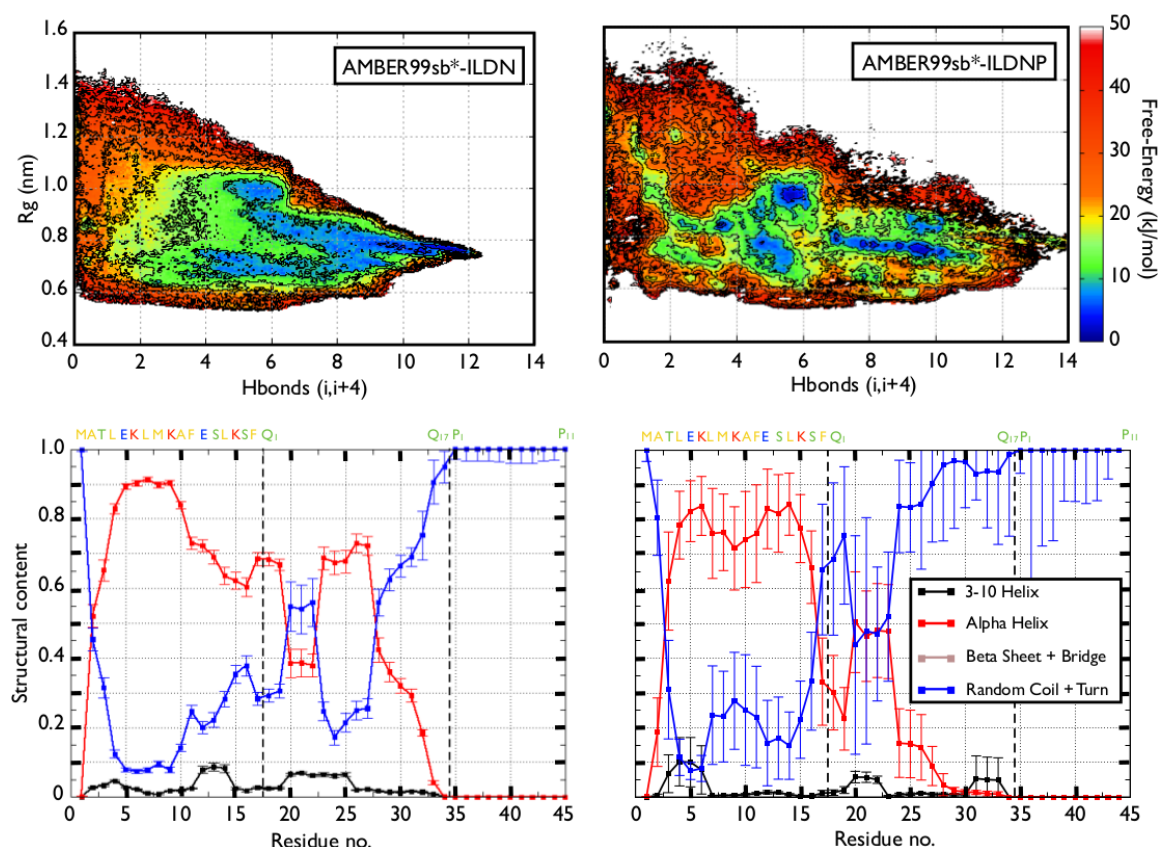 AMBER99sb*-ILDN
1.6
1.4
1.2
1.0
0.8
0.6
0.4
Rg (nm)
0 2 4 6 8 10 12 14
Hbonds (i,i+4)
AMBER99sb*-ILDNP
0 2 4 6 8 10 12 14
Hbonds (i,i+4)
50
40
30
20
10
0
Free-Energy (kJ/mol)
MATLEKLMKAFESLKSFQ1 Q17P1 P11
1.0
0.8
0.6
0.4
0.2
0
Structural content
0 5 10 15 20 25 30 35 40 45
Residue no.
MATLEKLMKAFESLKSFQ1 Q17P1 P11
3-10 Helix
Alpha Helix
Beta Sheet + Bridge
Random Coil + Turn
0 5 10 15 20 25 30 35 40 45
Residue no.